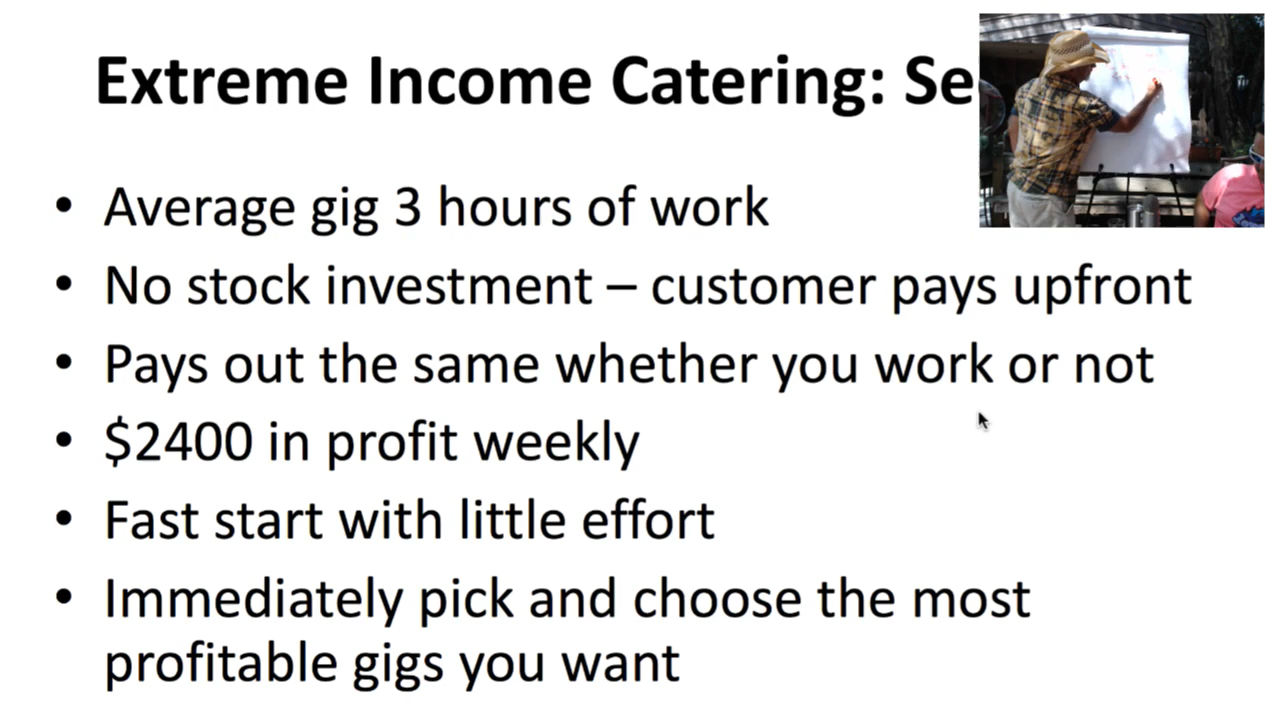 Extreme Income Catering: Se
• Average gig 3 hours of work
• No stock investment – customer pays upfront
• Pays out the same whether you work or not
• $2400 in profit weekly
• Fast start with little effort
• Immediately pick and choose the most
profitable gigs you want